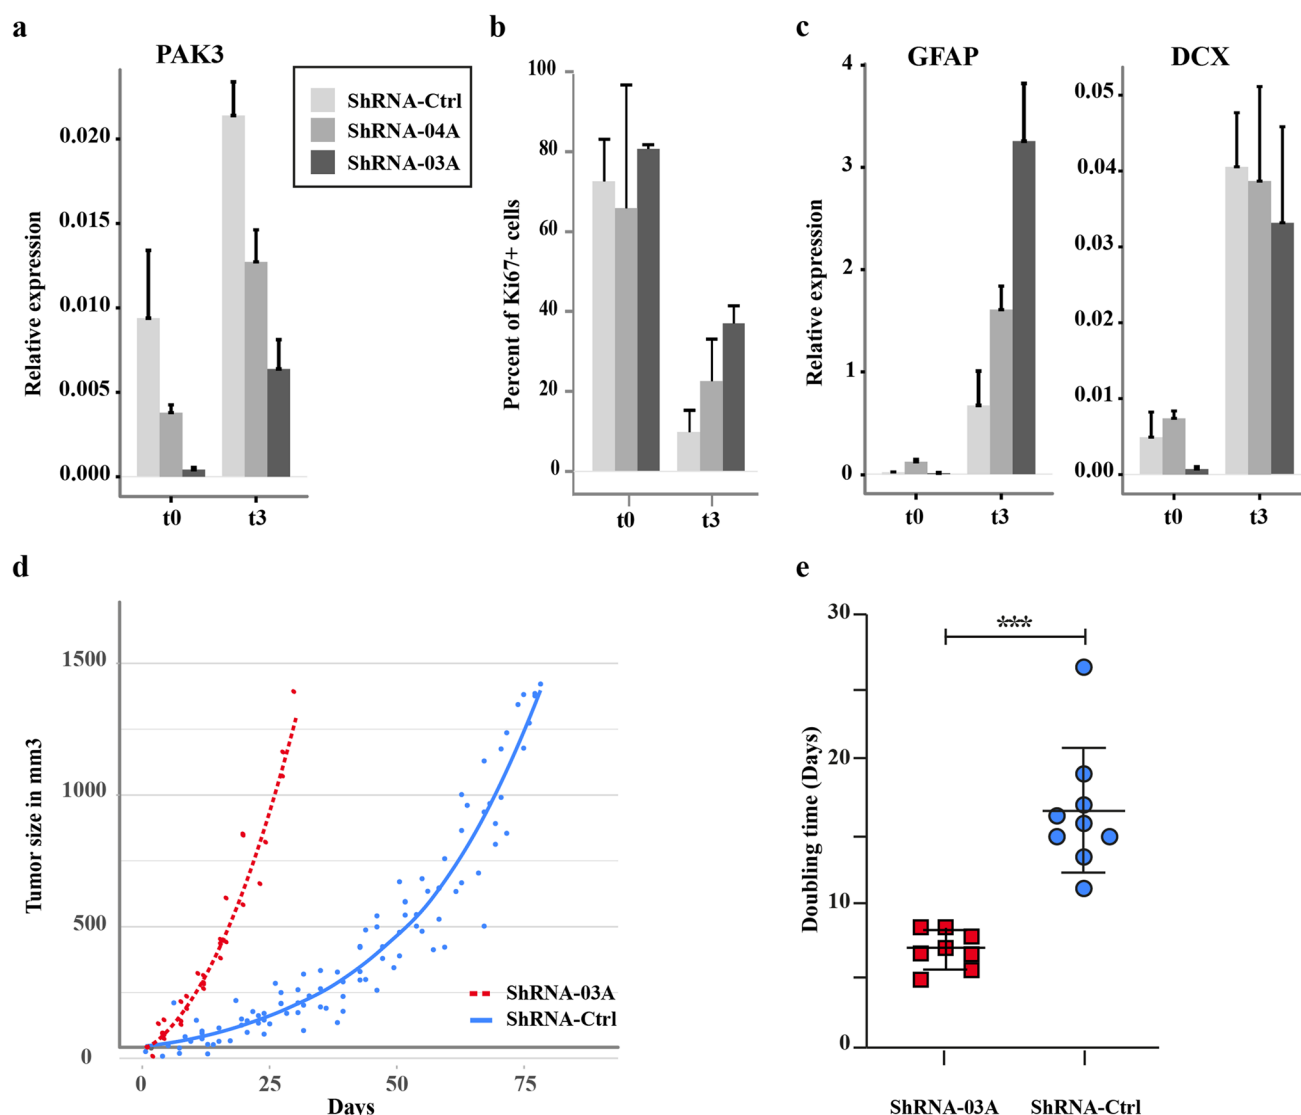 a
PAK3
Relative expression
0.020
0.015
0.010
0.005
0.000
t0
t3
ShRNA-Ctrl
ShRNA-04A
ShRNA-03A
b
Percent of Ki67+ cells
100
80
60
40
20
0
t0
t3
c
GFAP
Relative expression
4
3
2
1
0
t0
t3
DCX
0.05
0.04
0.03
0.02
0.01
0.00
t0
t3
d
Tumor size in mm3
1500
1000
500
0
0
25
50
75
Days
ShRNA-03A
ShRNA-Ctrl
e
Doubling time (Days)
30
20
10
0
***
ShRNA-03A
ShRNA-Ctrl